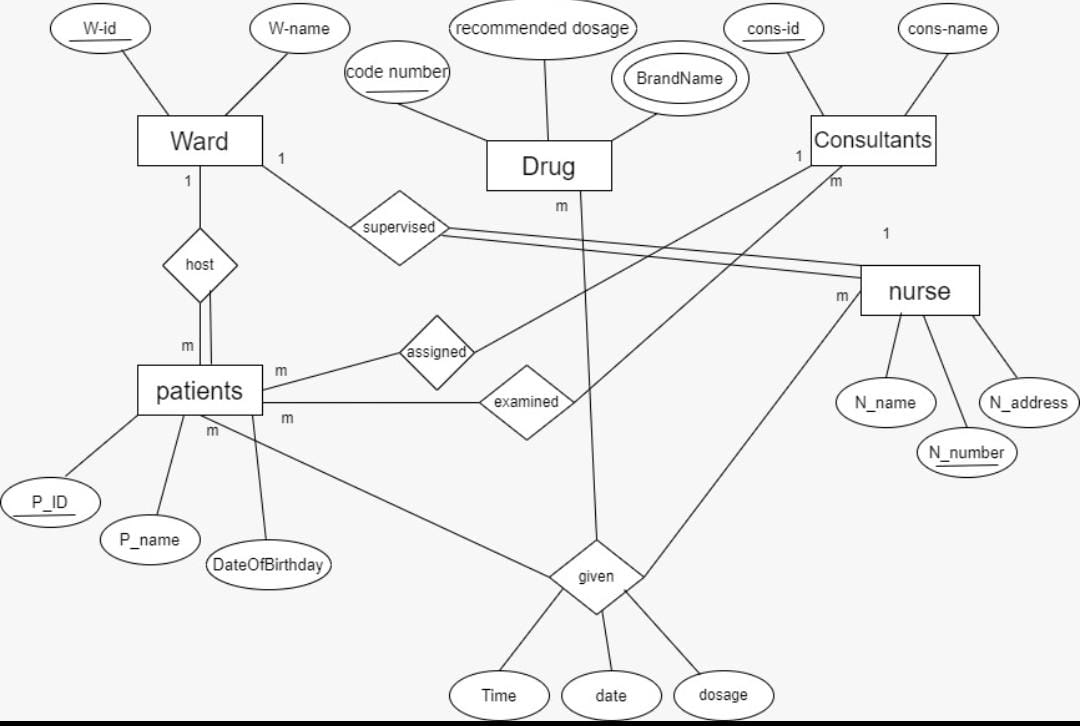 W-id
W-name
recommended dosage
cons-id
cons-name
code number
BrandName
Ward
Drug
Consultants
1
1
1
m
m
supervised
1
host
nurse
m
m
assigned
m
patients
examined
m
m
N_name
N_address
N_number
P_ID
P_name
DateOfBirthday
given
Time
date
dosage